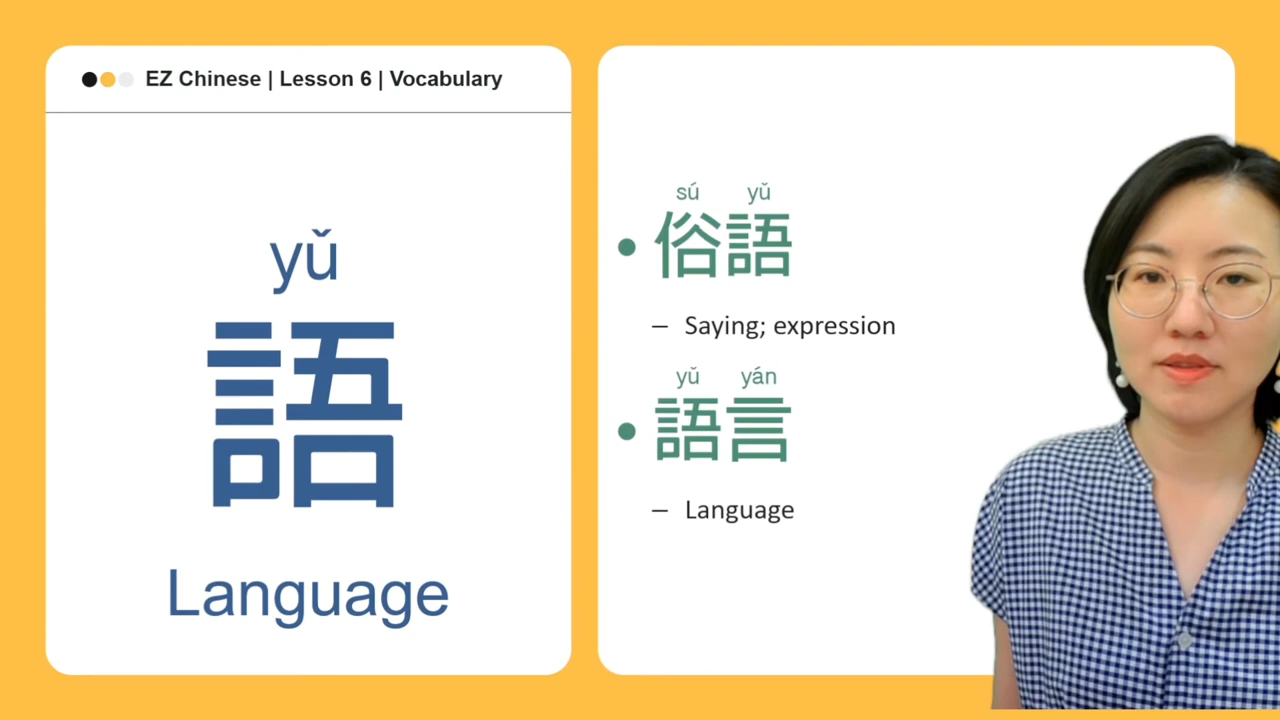 EZ Chinese | Lesson 6 | Vocabulary
yǔ
語
Language
sú yǔ
• 俗語
– Saying; expression
yǔ yán
• 語言
– Language